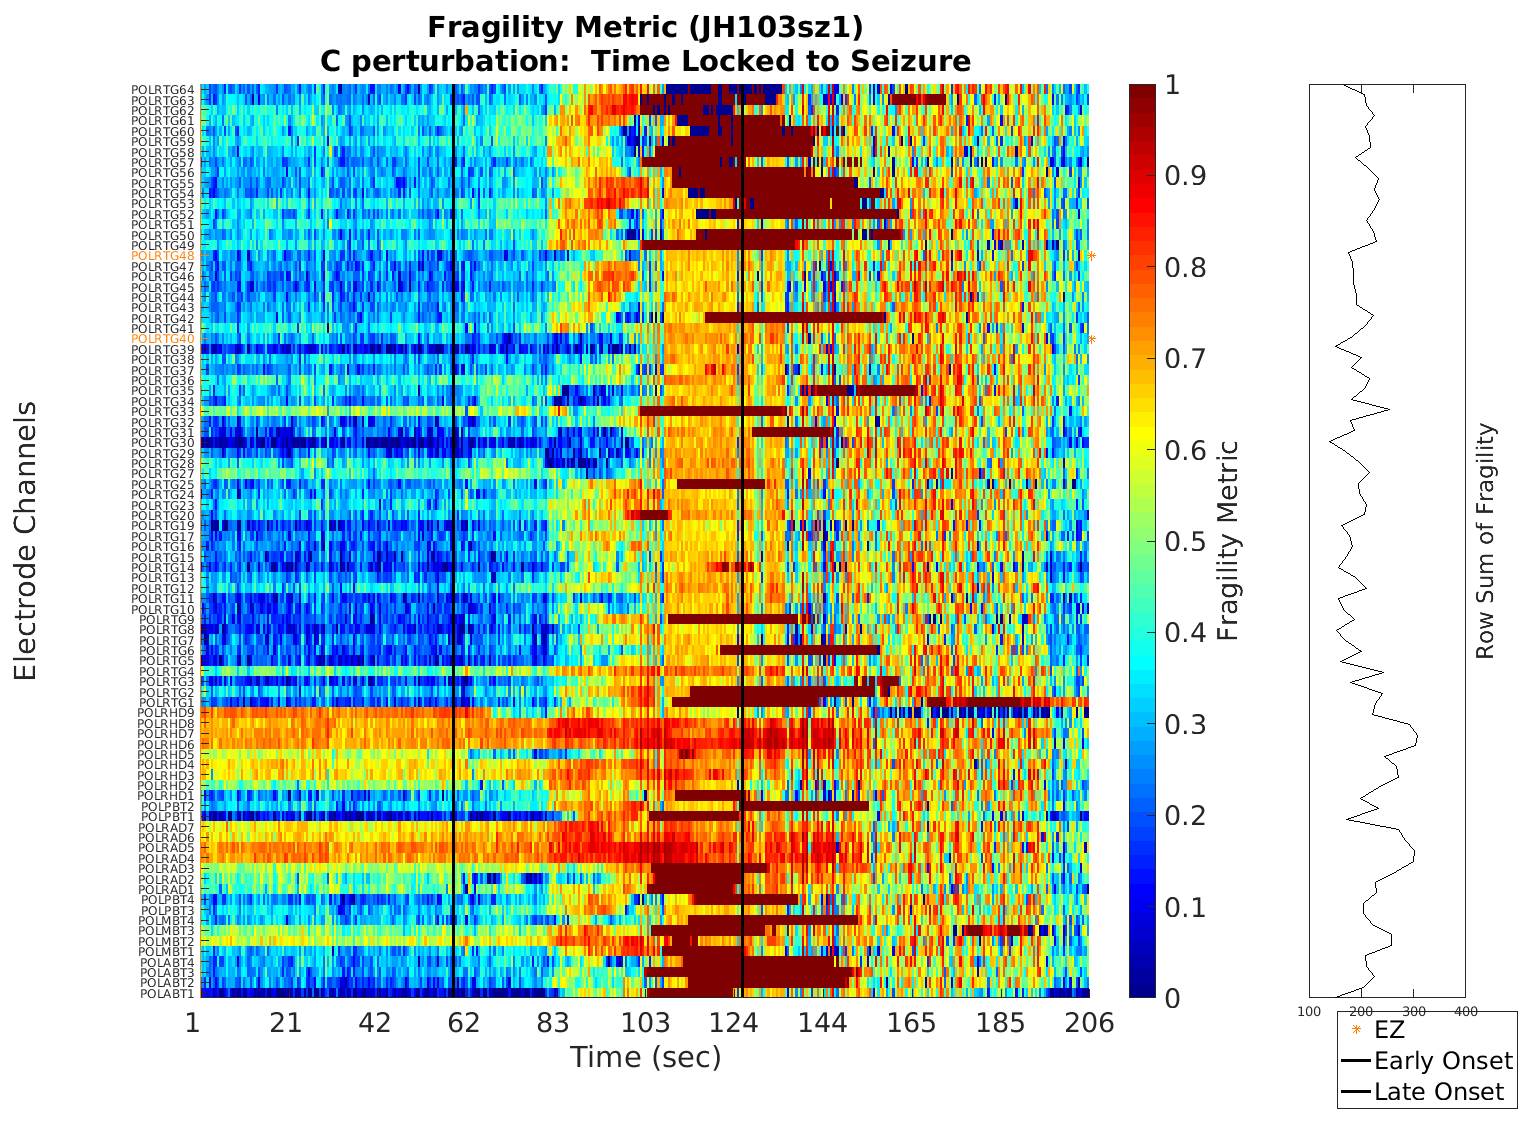 Fragility Metric (JH103sz1)
C perturbation:  Time Locked to Seizure
Electrode Channels
POLRTG64
POLRTG63
POLRTG62
POLRTG61
POLRTG60
POLRTG59
POLRTG58
POLRTG57
POLRTG56
POLRTG55
POLRTG54
POLRTG53
POLRTG52
POLRTG51
POLRTG50
POLRTG49
POLRTG48
POLRTG47
POLRTG46
POLRTG45
POLRTG44
POLRTG43
POLRTG42
POLRTG41
POLRTG40
POLRTG39
POLRTG38
POLRTG37
POLRTG36
POLRTG35
POLRTG34
POLRTG33
POLRTG32
POLRTG31
POLRTG30
POLRTG29
POLRTG28
POLRTG27
POLRTG25
POLRTG24
POLRTG23
POLRTG20
POLRTG19
POLRTG17
POLRTG16
POLRTG15
POLRTG14
POLRTG13
POLRTG12
POLRTG11
POLRTG10
POLRTG9
POLRTG8
POLRTG7
POLRTG6
POLRTG5
POLRTG4
POLRTG3
POLRTG2
POLRTG1
POLRHD9
POLRHD8
POLRHD7
POLRHD6
POLRHD5
POLRHD4
POLRHD3
POLRHD2
POLRHD1
POLPBT2
POLPBT1
POLRAD7
POLRAD6
POLRAD5
POLRAD4
POLRAD3
POLRAD2
POLRAD1
POLPBT4
POLPBT3
POLMBT4
POLMBT3
POLMBT2
POLMBT1
POLABT4
POLABT3
POLABT2
POLABT1
1 21 42 62 83 103 124 144 165 185 206
Time (sec)
1
0.9
0.8
0.7
0.6
0.5
0.4
0.3
0.2
0.1
0
Fragility Metric
100 200 300 400
Row Sum of Fragility
EZ
Early Onset
Late Onset